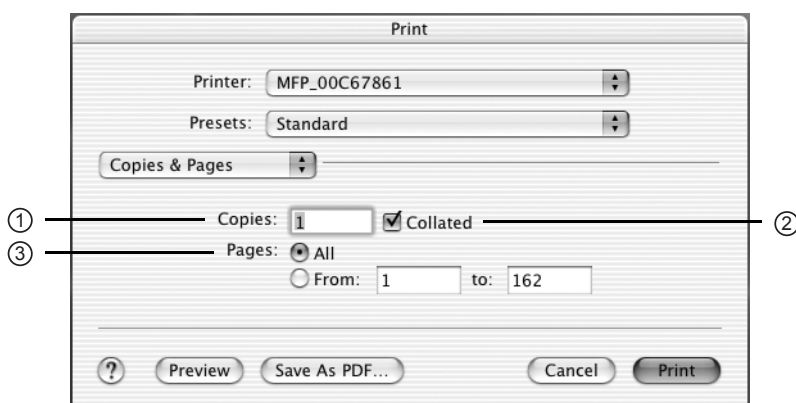 Print
Printer: MFP_00C67861
Presets: Standard
Copies & Pages
① Copies: 1 Collated ②
③ Pages: All
From: 1 to: 162
? Preview Save As PDF... Cancel Print